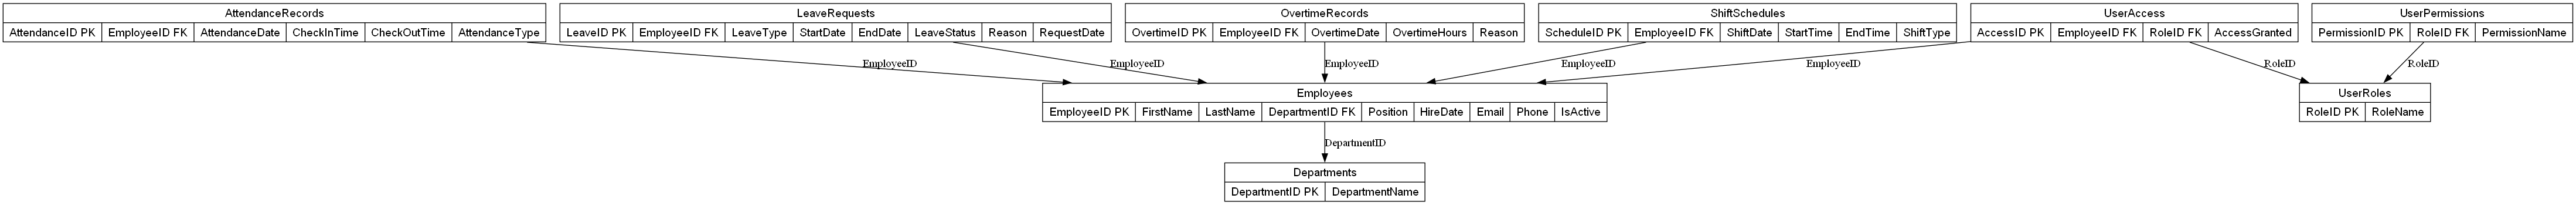 AttendanceRecords
AttendanceID PK EmployeeID FK AttendanceDate CheckInTime CheckOutTime AttendanceType
LeaveRequests
LeaveID PK EmployeeID FK LeaveType StartDate EndDate LeaveStatus Reason RequestDate
OvertimeRecords
OvertimeID PK EmployeeID FK OvertimeDate OvertimeHours Reason
ShiftSchedules
ScheduleID PK EmployeeID FK ShiftDate StartTime EndTime ShiftType
UserAccess
AccessID PK EmployeeID FK RoleID FK AccessGranted
UserPermissions
PermissionID PK RoleID FK PermissionName
EmployeeID
EmployeeID
EmployeeID
EmployeeID
EmployeeID
RoleID
RoleID
Employees
EmployeeID PK FirstName LastName DepartmentID FK Position HireDate Email Phone IsActive
UserRoles
RoleID PK RoleName
DepartmentID
Departments
DepartmentID PK DepartmentName